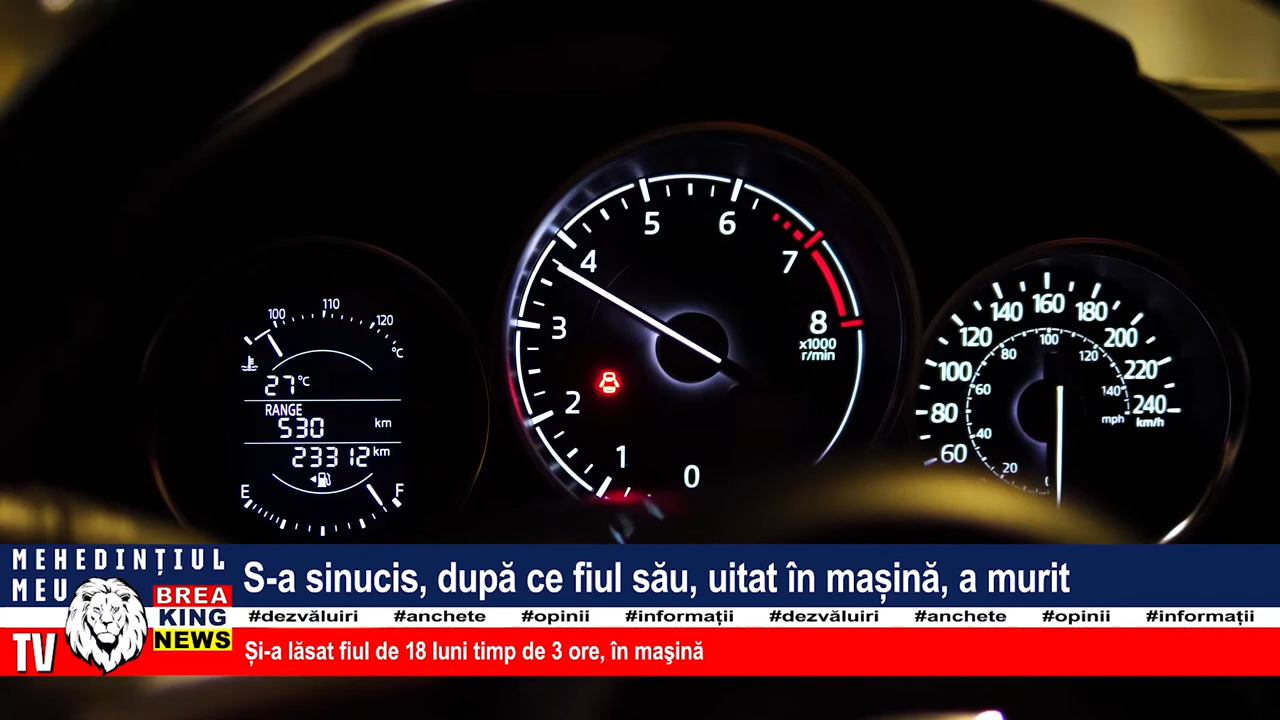 100 110 120
°C
27°C
RANGE
530 km
23312 km
E F
0 1 2 3 4 5 6 7 8
x1000
r/min
60 80 100 120 140 160 180 200 220 240
km/h
20 40 60 80 100 120 140
mph
MEHEDINȚIUL
MEU
TV
BREA
KING
NEWS
S-a sinucis, după ce fiul său, uitat în mașină, a murit
#dezvăluiri #anchete #opinii #informații #dezvăluiri #anchete #opinii #informații
Și-a lăsat fiul de 18 luni timp de 3 ore, în maşină